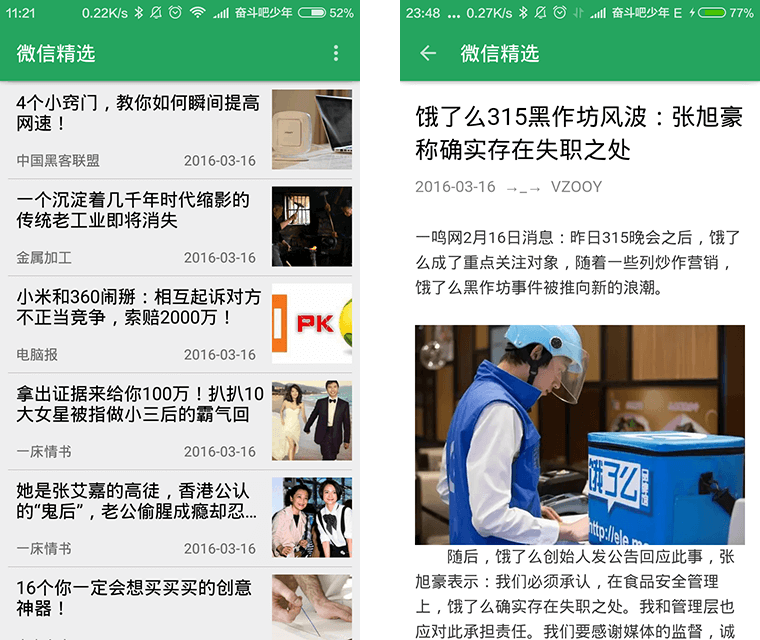 11:21 0.22K/s 奋斗吧少年 52%
微信精选
4个小窍门，教你如何瞬间提高
网速！
中国黑客联盟 2016-03-16
一个沉淀着几千年时代缩影的
传统老工业即将消失
金属加工 2016-03-16
小米和360闹掰：相互起诉对方
不正当竞争，索赔2000万！
电脑报 2016-03-16
PK
拿出证据来给你100万！扒扒10
大女星被指做小三后的霸气回
一床情书 2016-03-16
她是张艾嘉的高徒，香港公认
的“鬼后”，老公偷腥成瘾却忍...
一床情书 2016-03-16
16个你一定会想买买买的创意
神器！
23:48 ... 0.27K/s 奋斗吧少年 E 77%
微信精选
饿了么315黑作坊风波：张旭豪
称确实存在失职之处
2016-03-16 →_→ VZOOY
一鸣网2月16日消息：昨日315晚会之后，饿了
么成了重点关注对象，随着一些列炒作营销，
饿了么黑作坊事件被推向新的浪潮。
饿了么
http://ele.me
随后，饿了么创始人发公告回应此事，张
旭豪表示：我们必须承认，在食品安全管理
上，饿了么确实存在失职之处。我和管理层也
应对此承担责任。我们要感谢媒体的监督，诚